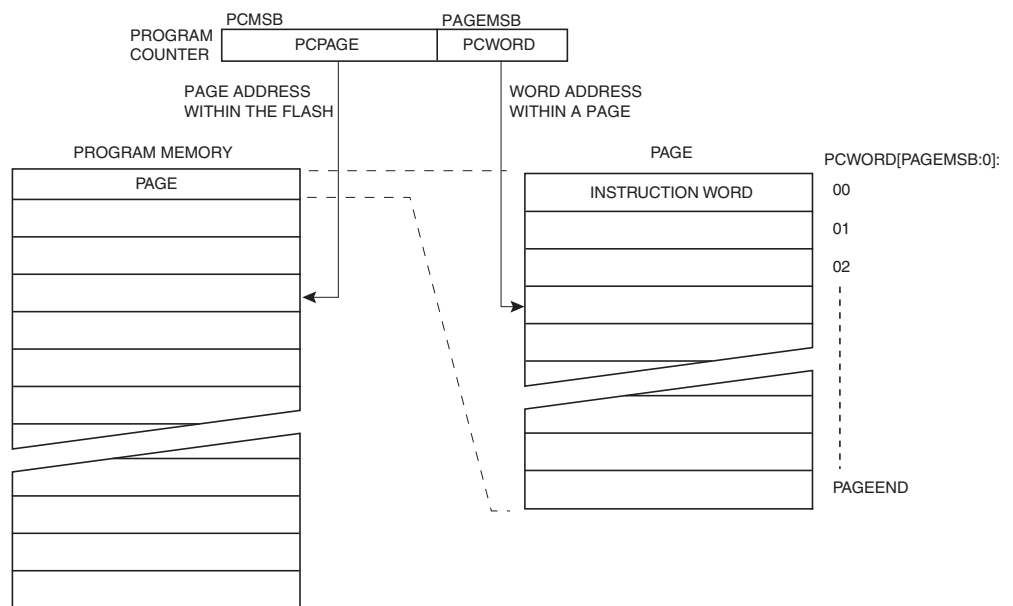 PCMSB PAGEMSB
PROGRAM
COUNTER
PCPAGE PCWORD
PAGE ADDRESS
WITHIN THE FLASH
WORD ADDRESS
WITHIN A PAGE
PROGRAM MEMORY
PAGE
PAGE
INSTRUCTION WORD
PCWORD[PAGEMSB:0]:
00
01
02
PAGEEND